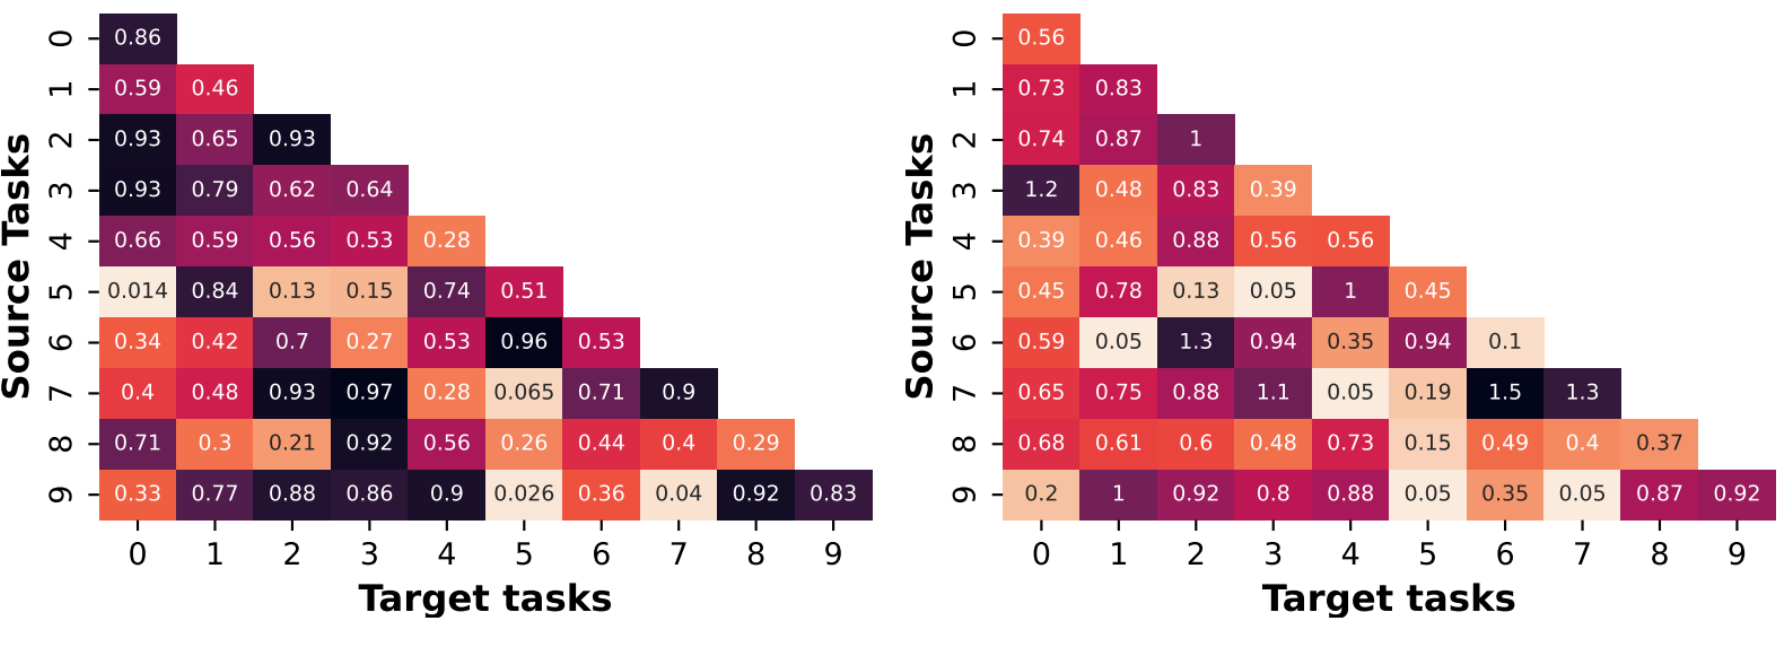 0 0.86
1 0.59 0.46
2 0.93 0.65 0.93
3 0.93 0.79 0.62 0.64
4 0.66 0.59 0.56 0.53 0.28
5 0.014 0.84 0.13 0.15 0.74 0.51
6 0.34 0.42 0.7 0.27 0.53 0.96 0.53
7 0.4 0.48 0.93 0.97 0.28 0.065 0.71 0.9
8 0.71 0.3 0.21 0.92 0.56 0.26 0.44 0.4 0.29
9 0.33 0.77 0.88 0.86 0.9 0.026 0.36 0.04 0.92 0.83
0 1 2 3 4 5 6 7 8 9
Source Tasks
Target tasks
0 0.56
1 0.73 0.83
2 0.74 0.87 1
3 1.2 0.48 0.83 0.39
4 0.39 0.46 0.88 0.56 0.56
5 0.45 0.78 0.13 0.05 1 0.45
6 0.59 0.05 1.3 0.94 0.35 0.94 0.1
7 0.65 0.75 0.88 1.1 0.05 0.19 1.5 1.3
8 0.68 0.61 0.6 0.48 0.73 0.15 0.49 0.4 0.37
9 0.2 1 0.92 0.8 0.88 0.05 0.35 0.05 0.87 0.92
0 1 2 3 4 5 6 7 8 9
Source Tasks
Target tasks